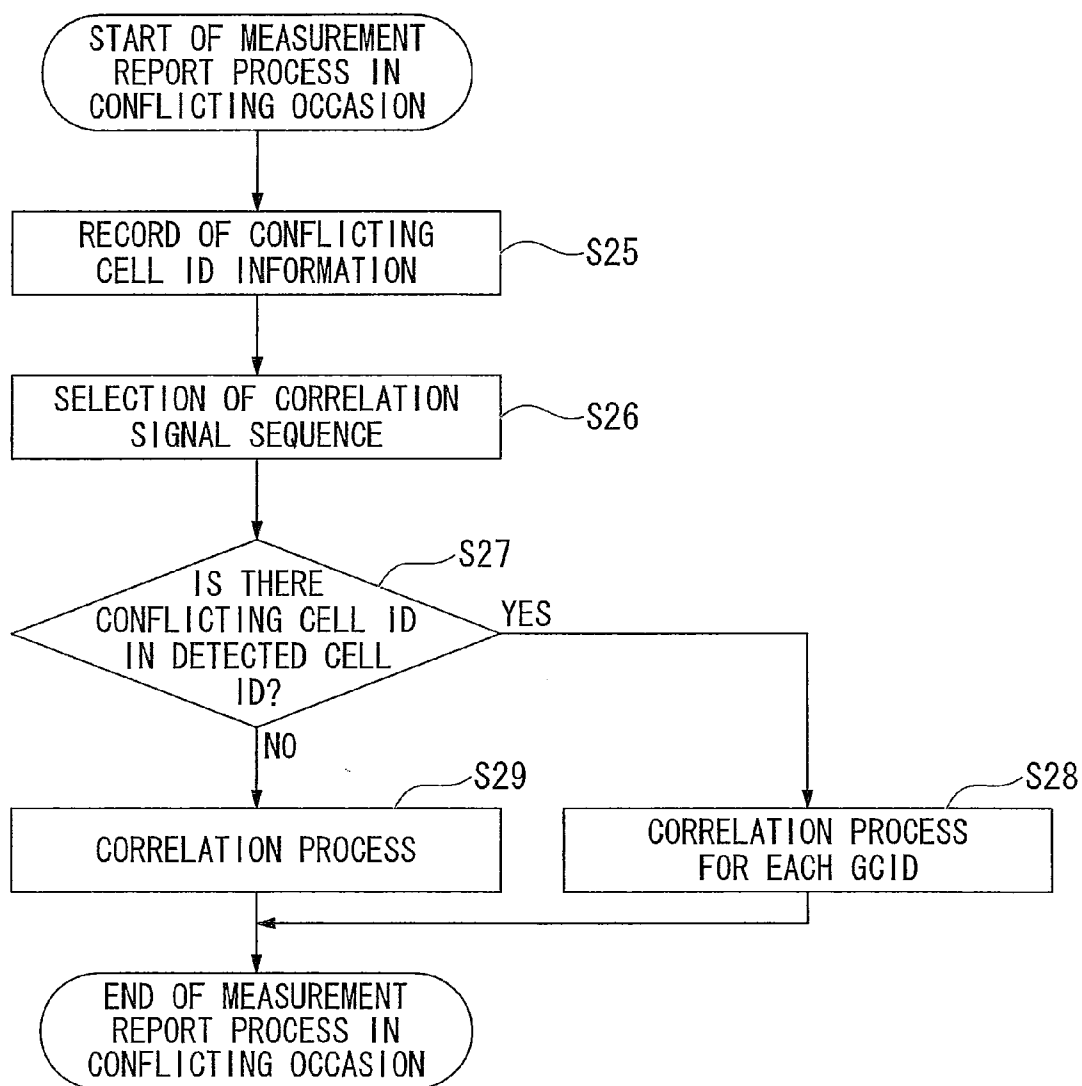 START OF MEASUREMENT
REPORT PROCESS IN
CONFLICTING OCCASION
RECORD OF CONFLICTING
CELL ID INFORMATION
S25
SELECTION OF CORRELATION
SIGNAL SEQUENCE
S26
S27
IS THERE
CONFLICTING CELL ID
IN DETECTED CELL
ID?
YES
NO
S29
CORRELATION PROCESS
S28
CORRELATION PROCESS
FOR EACH GCID
END OF MEASUREMENT
REPORT PROCESS IN
CONFLICTING OCCASION